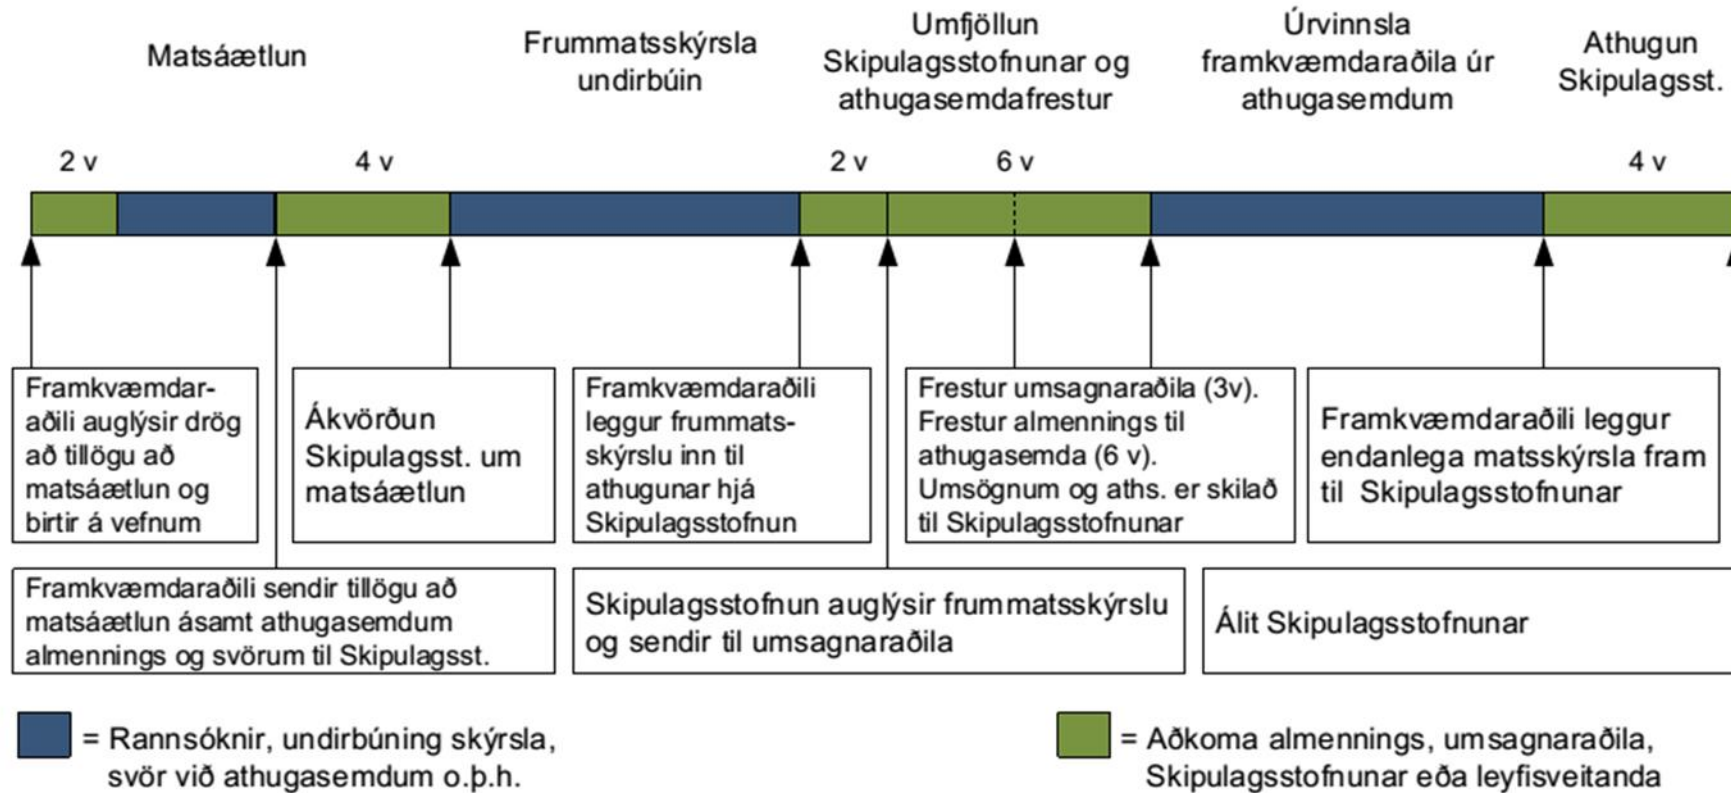 Matsáætlun
Frummatsskýrsla
undirbúin
Umfjöllun
Skipulagsstofnunar og
athugasemdafrestur
Úrvinnsla
framkvæmdaraðila úr
athugasemdum
Athugun
Skipulagsst.
2 v
4 v
2 v
6 v
4 v
Framkvæmdar-
aðili auglýsir drög
að tillögu að
matsáætlun og
birtir á vefnum
Ákvörðun
Skipulagsst. um
matsáætlun
Framkvæmdaraðili
leggur frummats-
skýrslu inn til
athugunar hjá
Skipulagsstofnun
Frestur umsagnaraðila (3v).
Frestur almennings til
athugasemda (6 v).
Umsögnum og aths. er skilað
til Skipulagsstofnunar
Framkvæmdaraðili leggur
endanlega matsskýrsla fram
til Skipulagsstofnunar
Framkvæmdaraðili sendir tillögu að
matsáætlun ásamt athugasemdum
almennings og svörum til Skipulagsst.
Skipulagsstofnun auglýsir frummatsskýrslu
og sendir til umsagnaraðila
Álit Skipulagsstofnunar
= Rannsóknir, undirbúning skýrsla,
svör við athugasemdum o.þ.h.
= Aðkoma almennings, umsagnaraðila,
Skipulagsstofnunar eða leyfisveitanda